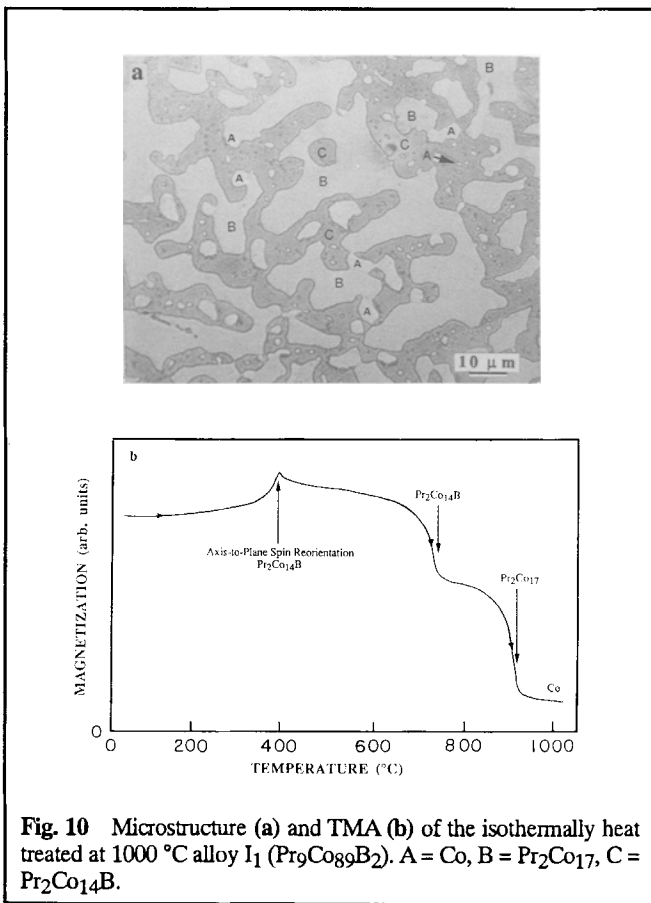 a
B
B
A
A
C
C
A
B
A
B
C
A
B
A
10 μm
b
Pr2Co14B
Axis-to-Plane Spin Reorientation
Pr2Co14B
Pr2Co17
Co
MAGNETIZATION (arb. units)
0
0 200 400 600 800 1000
TEMPERATURE (°C)
Fig. 10 Microstructure (a) and TMA (b) of the isothermally heat
treated at 1000 °C alloy I1 (Pr9Co89B2). A = Co, B = Pr2Co17, C =
Pr2Co14B.